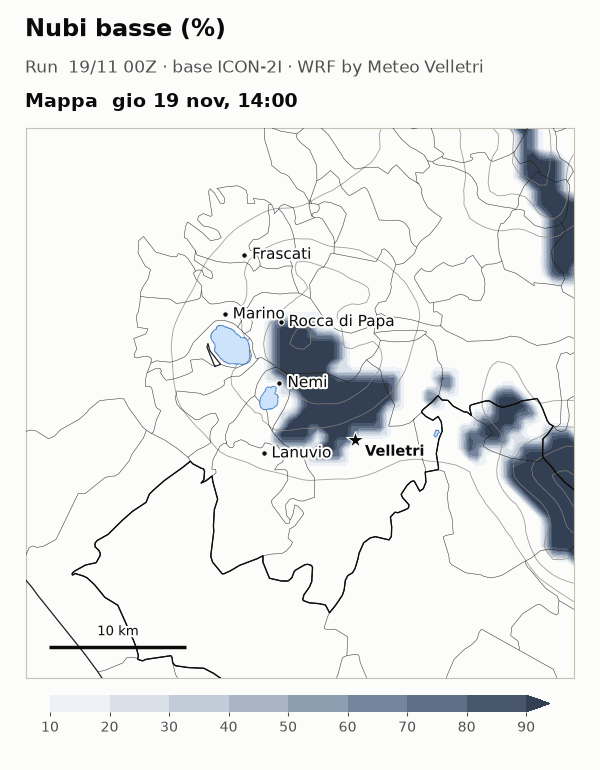 Nubi basse (%)
Run  19/11 00Z · base ICON-2I · WRF by Meteo Velletri
Mappa  gio 19 nov, 14:00
Frascati
Marino
Rocca di Papa
Nemi
Velletri
Lanuvio
10 km
10 20 30 40 50 60 70 80 90